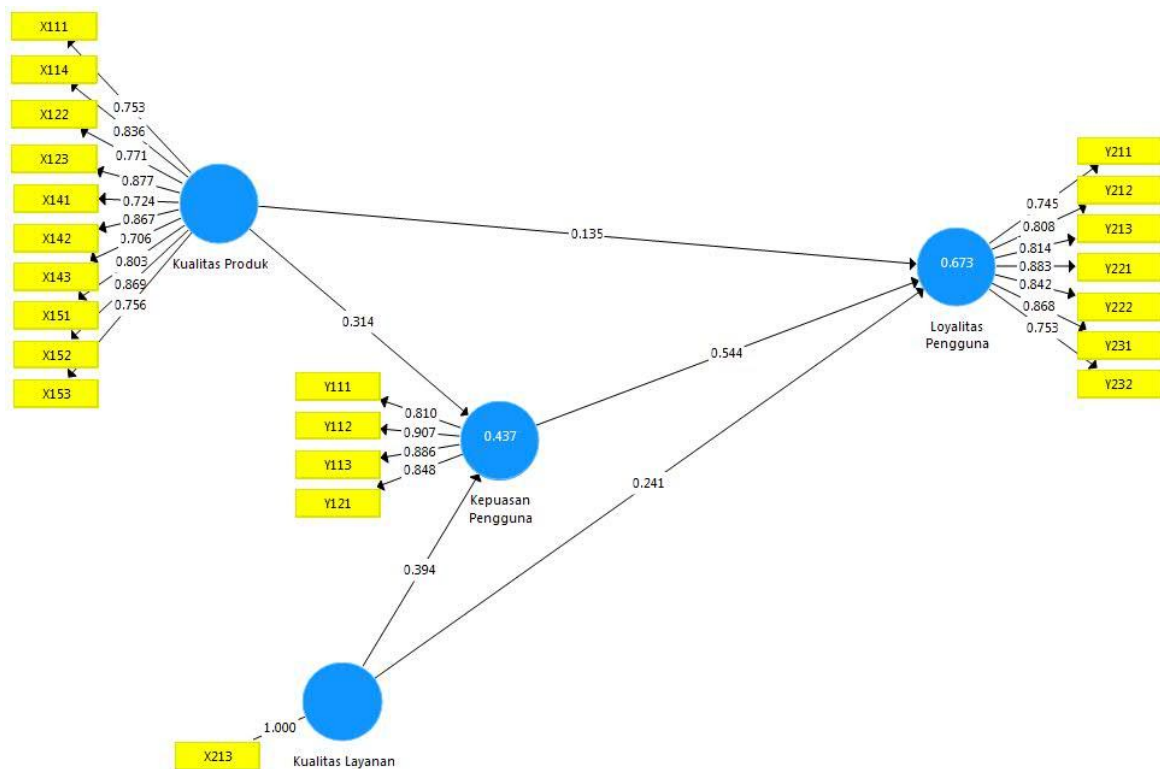 X111
X114
X122
X123
X141
X142
X143
X151
X152
X153
0.753
0.836
0.771
0.877
0.724
0.867
0.706
0.803
0.869
0.756
Kualitas Produk
0.135
0.314
Y111
Y112
Y113
Y121
0.810
0.907
0.886
0.848
0.437
Kepuasan
Pengguna
0.544
0.241
0.394
0.673
Loyalitas
Pengguna
0.745
0.808
0.814
0.883
0.842
0.868
0.753
Y211
Y212
Y213
Y221
Y222
Y231
Y232
1.000
X213
Kualitas Layanan